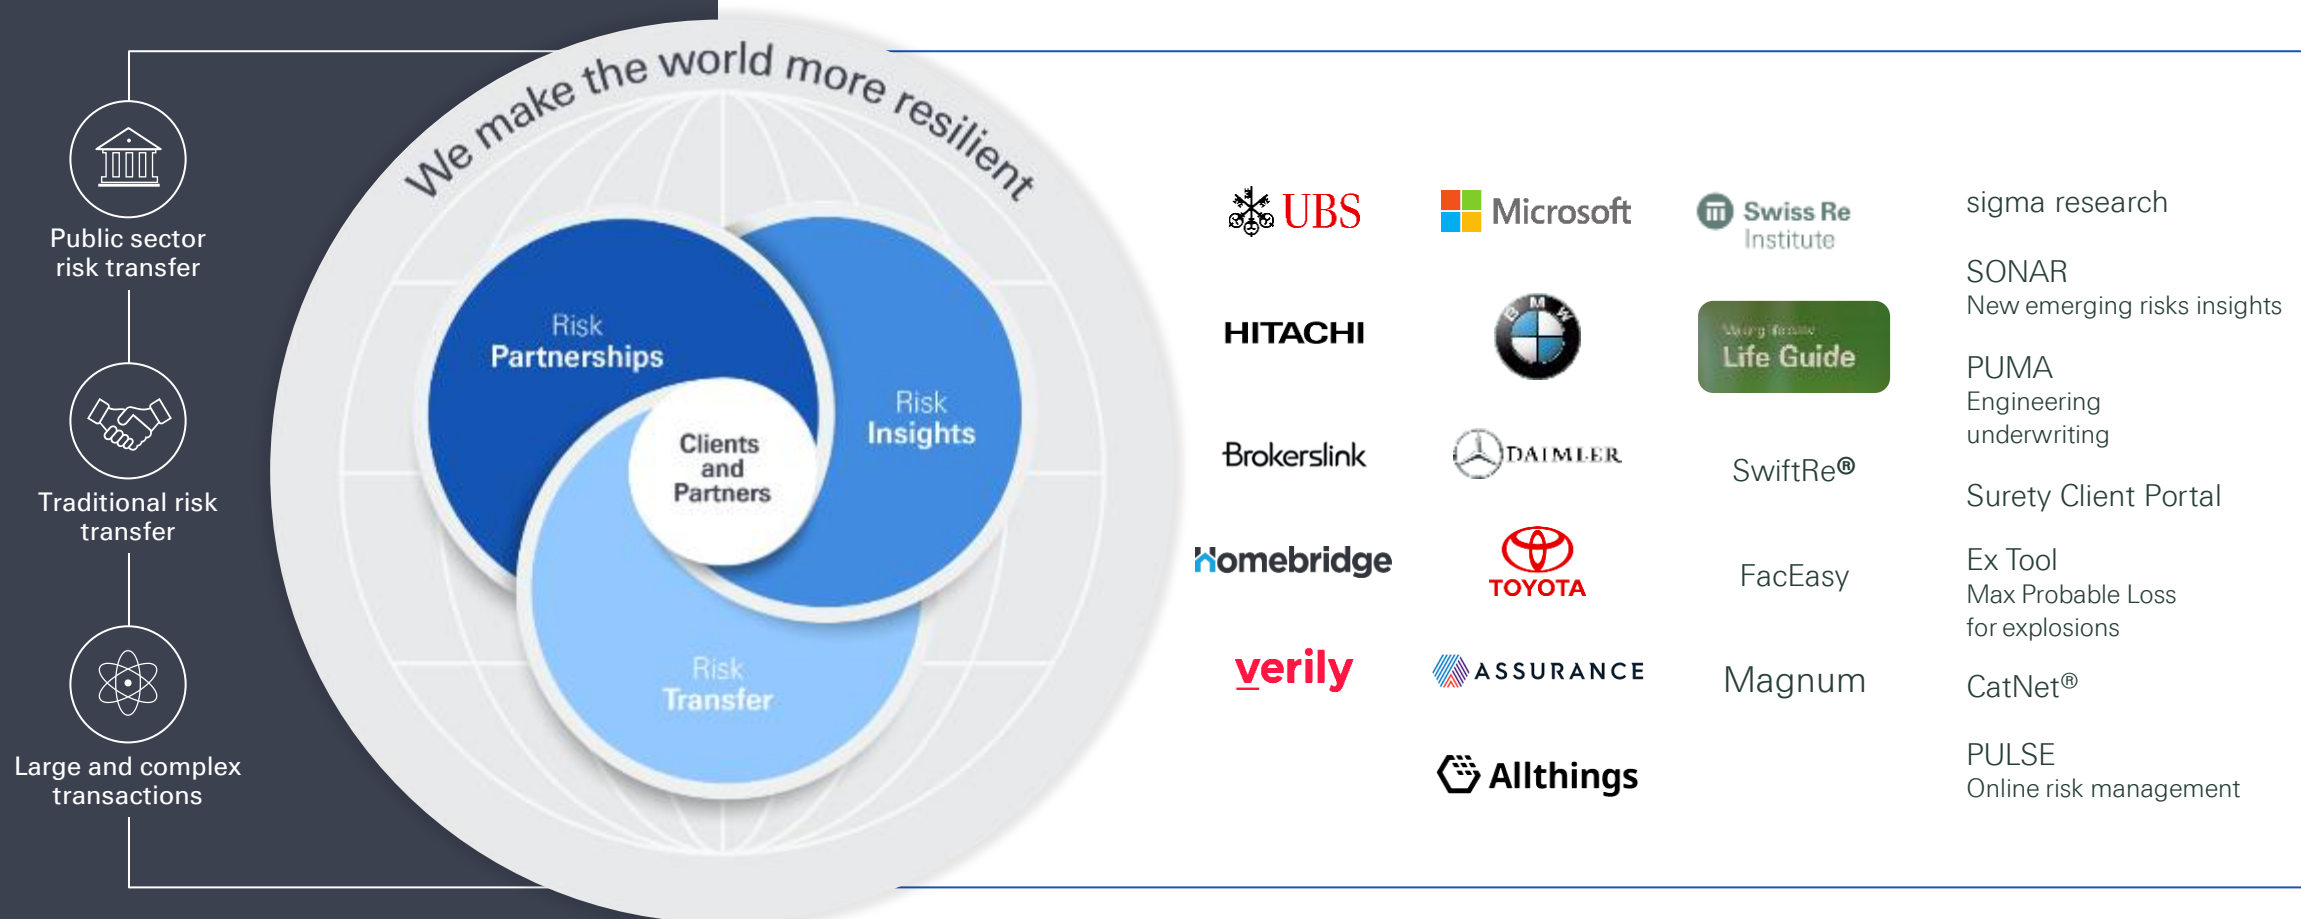 We make the world more resilient
Public sector
risk transfer
Traditional risk
transfer
Large and complex
transactions
Risk
Partnerships
Risk
Insights
Clients
and
Partners
Risk
Transfer
UBS
HITACHI
Brokerslink
Homebridge
verily
Microsoft
BMW
DAIMLER
TOYOTA
ASSURANCE
Allthings
Swiss Re
Institute
Life Guide
SwiftRe®
FacEasy
Magnum
sigma research
SONAR
New emerging risks insights
PUMA
Engineering
underwriting
Surety Client Portal
Ex Tool
Max Probable Loss
for explosions
CatNet®
PULSE
Online risk management